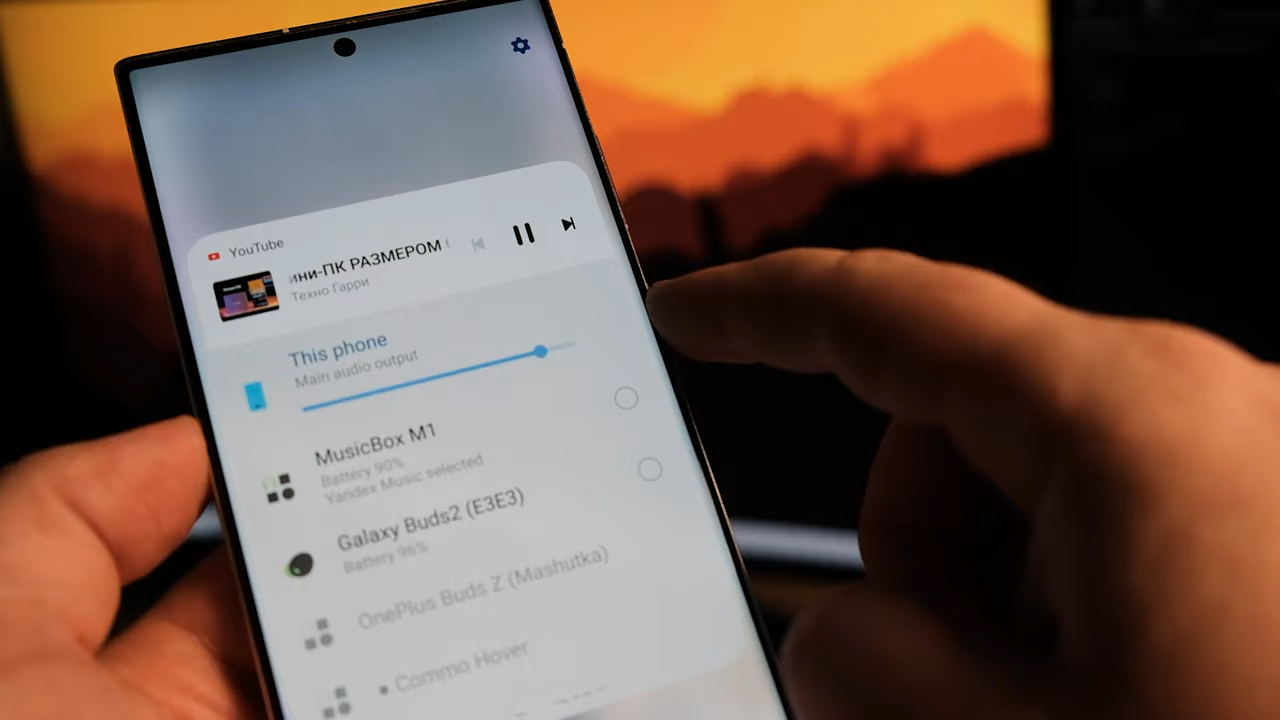 YouTube
ини-ПК РАЗМЕРОМ
Техно Гарри
This phone
Main audio output
MusicBox M1
Battery 90%
Yandex Music selected
Galaxy Buds2 (E3E3)
Battery 96%
OnePlus Buds Z (Mashutka)
• Commo Hover